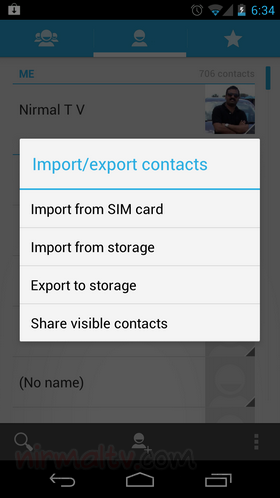 6:34
ME 706 contacts
Nirmal T V
Import/export contacts
Import from SIM card
Import from storage
Export to storage
Share visible contacts
(No name)
nirmaltv.com